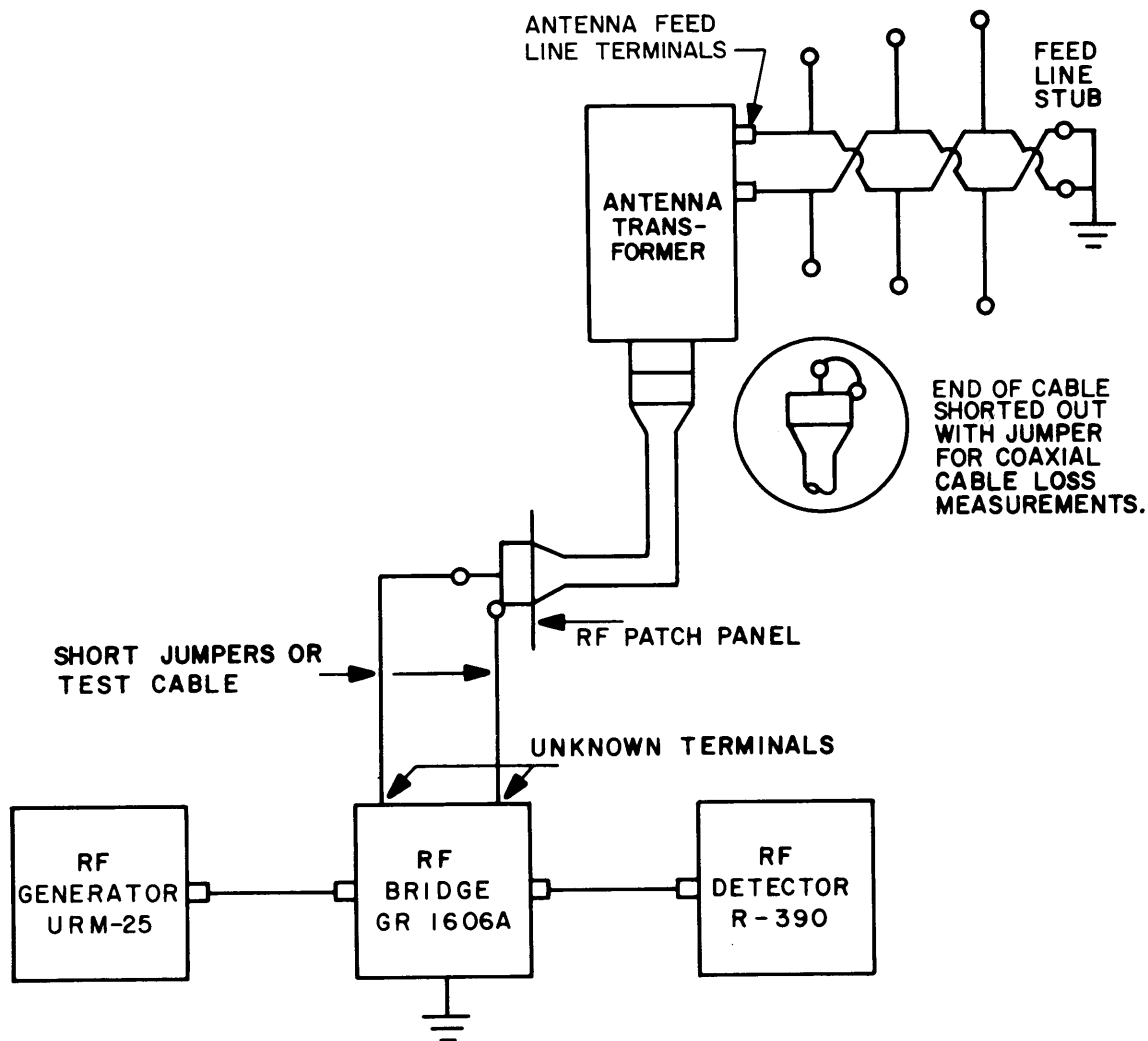 ANTENNA FEED
LINE TERMINALS
FEED
LINE
STUB
ANTENNA
TRANS-
FORMER
END OF CABLE
SHORTED OUT
WITH JUMPER
FOR COAXIAL
CABLE LOSS
MEASUREMENTS.
RF PATCH PANEL
SHORT JUMPERS OR
TEST CABLE
UNKNOWN TERMINALS
RF
GENERATOR
URM-25
RF
BRIDGE
GR 1606A
RF
DETECTOR
R-390